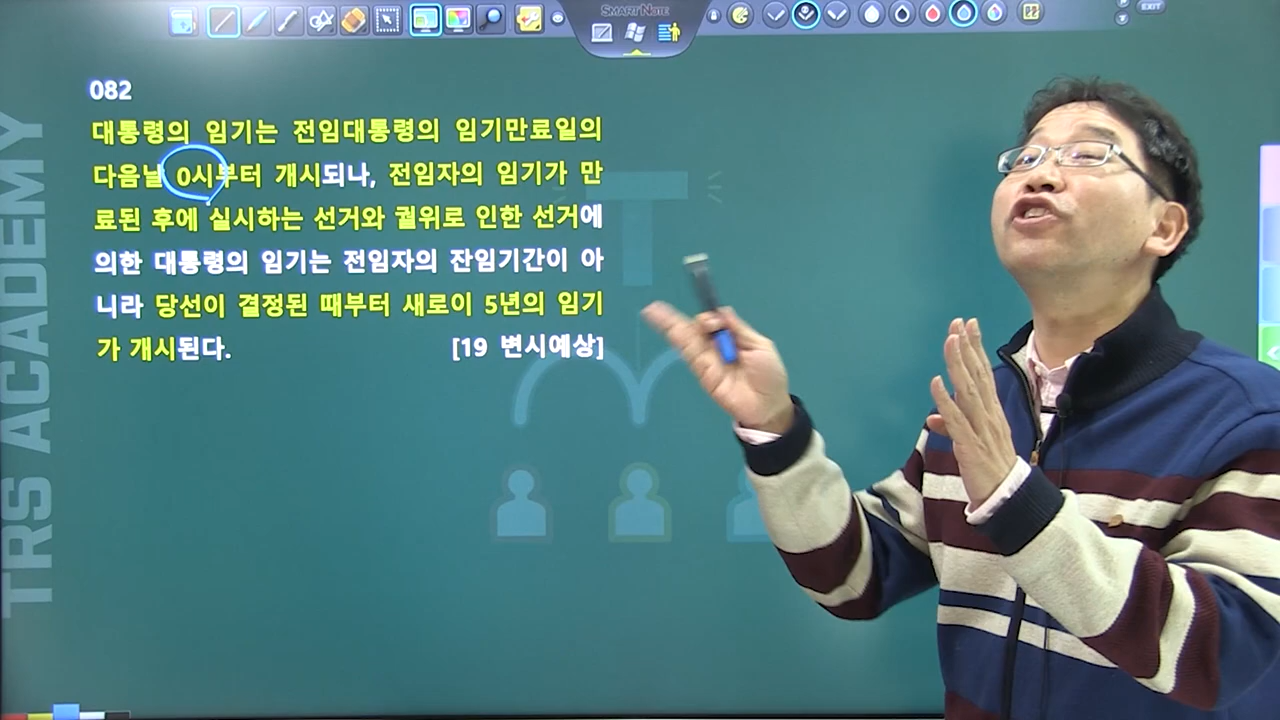 SMART NOTE
EXIT
082
대통령의 임기는 전임대통령의 임기만료일의
다음날 0시부터 개시되나, 전임자의 임기가 만
료된 후에 실시하는 선거와 궐위로 인한 선거에
의한 대통령의 임기는 전임자의 잔임기간이 아
니라 당선이 결정된 때부터 새로이 5년의 임기
가 개시된다. [19 변시예상]
TRS ACADEMY